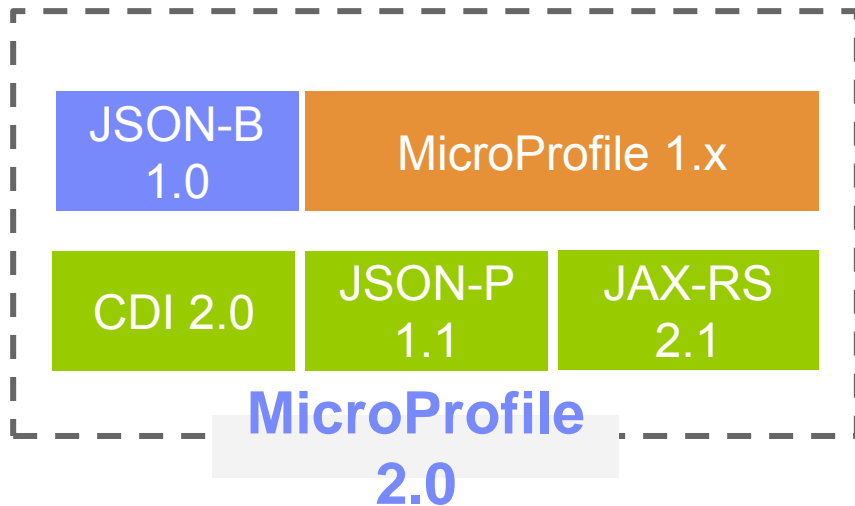 JSON-B
1.0
MicroProfile 1.x
CDI 2.0
JSON-P
1.1
JAX-RS
2.1
MicroProfile
2.0